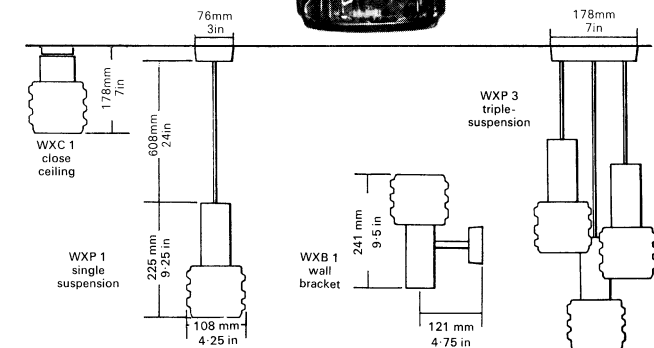 76mm
3in
178mm
7in
178mm
7in
WXC 1
close
ceiling
608mm
24in
WXP 3
triple-
suspension
WXP 1
single
suspension
225 mm
9·25 in
108 mm
4·25 in
WXB 1
wall
bracket
241 mm
9·5 in
121 mm
4·75 in